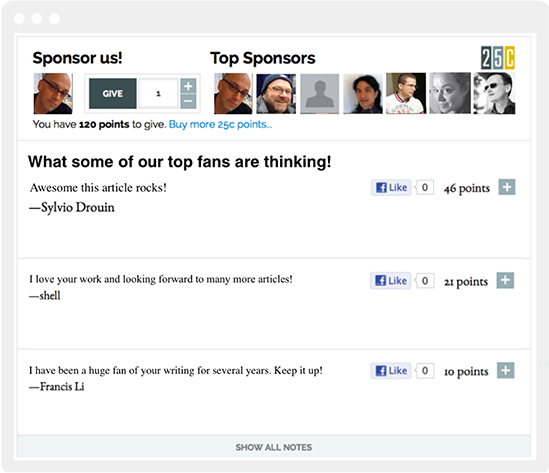 Sponsor us!
Top Sponsors
25C
GIVE 1 + −
You have 120 points to give. Buy more 25c points...
What some of our top fans are thinking!
Awesome this article rocks!
Like 0 46 points +
—Sylvio Drouin
I love your work and looking forward to many more articles!
Like 0 21 points +
—shell
I have been a huge fan of your writing for several years. Keep it up!
Like 0 10 points +
—Francis Li
SHOW ALL NOTES